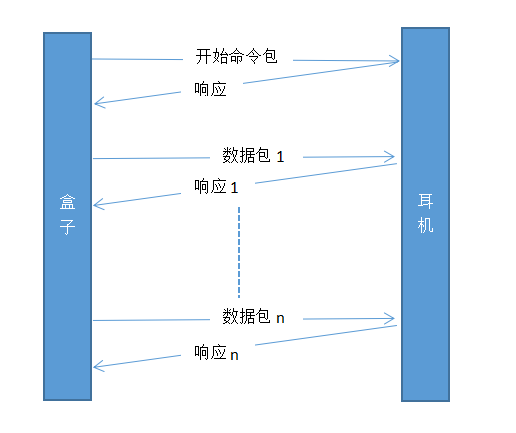 开始命令包
响应
数据包 1
响应 1
盒子
耳机
数据包 n
响应 n